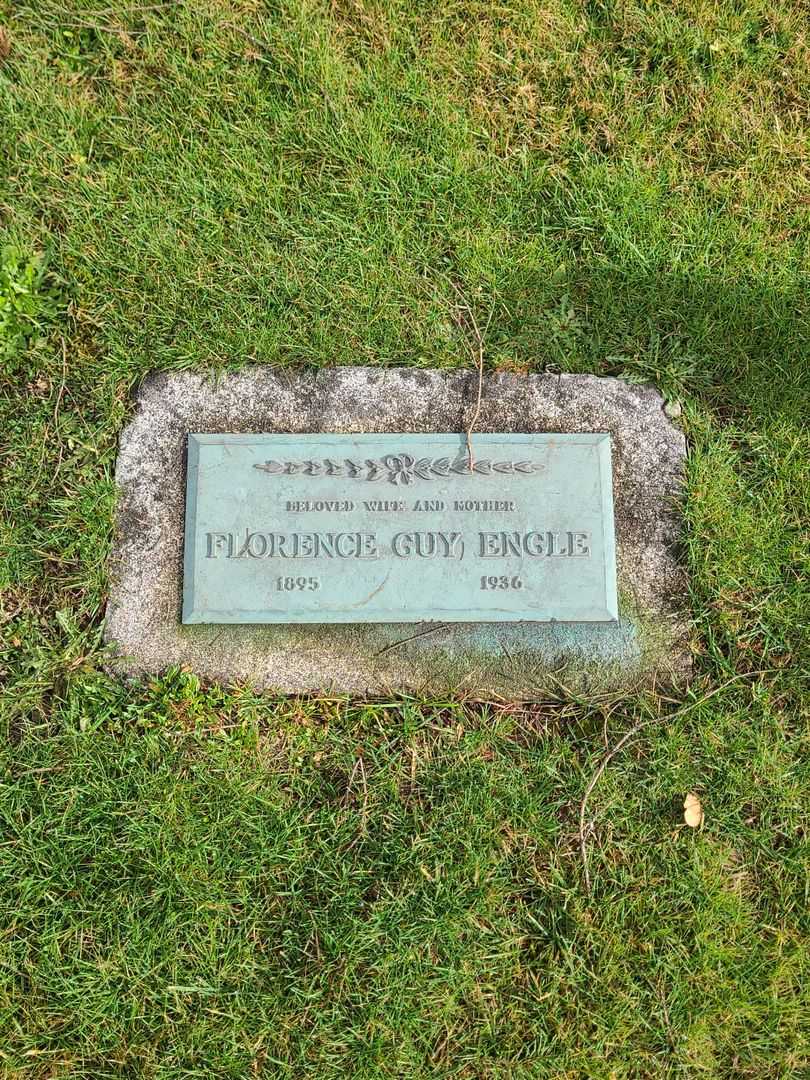 BELOVED WIFE AND MOTHER
FLORENCE GUY, ENGLE
1895 1936